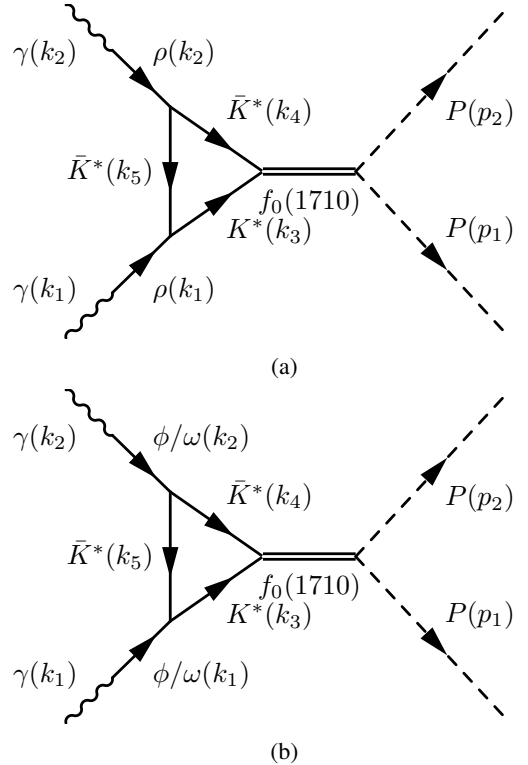 γ(k₂)
ρ(k₂)
K̄*(k₄)
P(p₂)
K̄*(k₅)
f₀(1710)
K*(k₃)
P(p₁)
γ(k₁)
ρ(k₁)
(a)
γ(k₂)
ϕ/ω(k₂)
K̄*(k₄)
P(p₂)
K̄*(k₅)
f₀(1710)
K*(k₃)
P(p₁)
γ(k₁)
ϕ/ω(k₁)
(b)